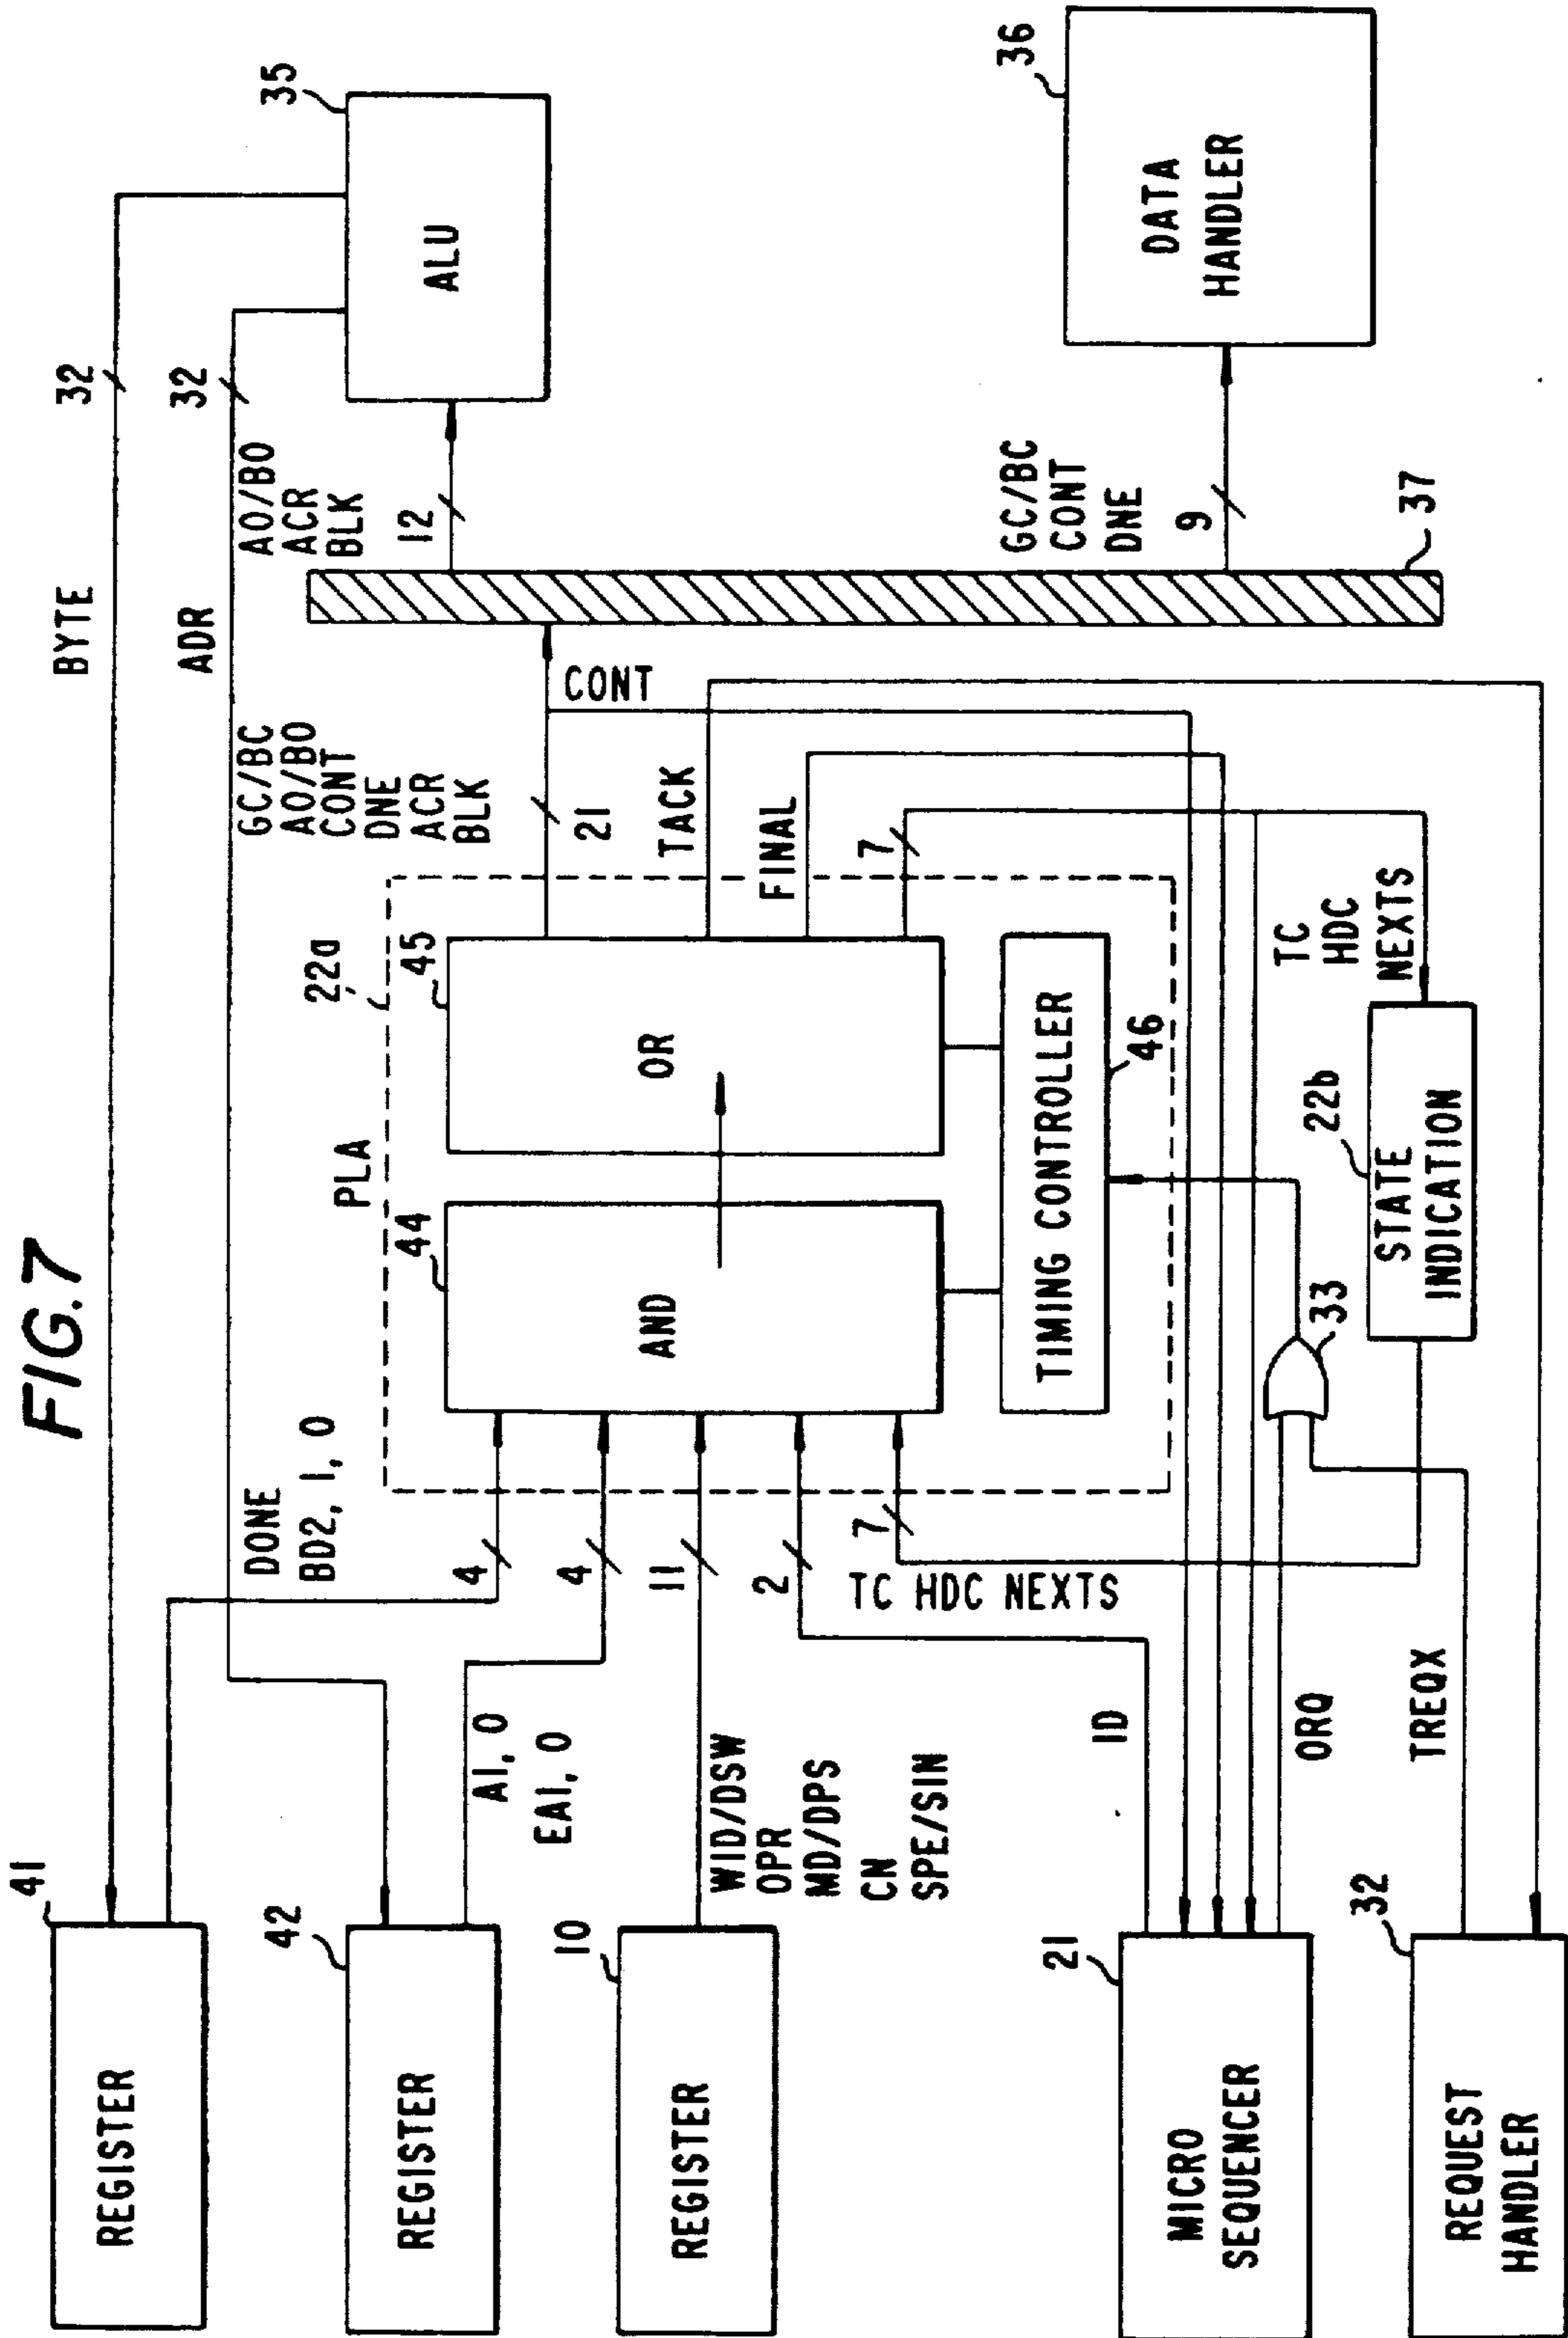 FIG.7
BYTE
32
ADR
32
35
ALU
41
REGISTER
42
REGISTER
10
REGISTER
21
MICRO
SEQUENCER
32
REQUEST
HANDLER
DONE
BD2, 1, 0
4
A1, 0
EA1, 0
4
WID/DSW
OPR
MD/DPS
CN
SPE/SIN
11
ID
2
TC HDC NEXTS
7
ORQ
TREQX
PLA
22a
44
AND
45
OR
TIMING CONTROLLER
46
33
22b
STATE
INDICATION
TC
HDC
NEXTS
7
FINAL
TACK
CONT
GC/BC
AO/BO
CONT
DNE
ACR
BLK
21
AO/BO
ACR
BLK
12
GC/BC
CONT
DNE
9
37
36
DATA
HANDLER